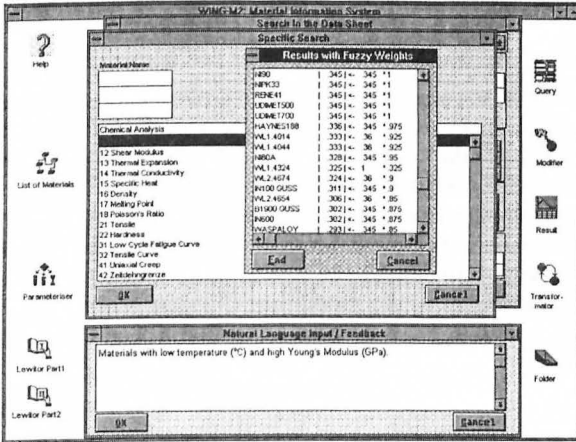 WING-M2: Material Information System
Search in the Data Sheet
Specific Search
Material Name
Chemical Analysis
12 Shear Modulus
13 Thermal Expansion
14 Thermal Conductivity
15 Specific Heat
16 Density
17 Melting Point
18 Poisson's Ratio
21 Tensile
22 Hardness
31 Low Cycle Fatigue Curve
32 Tensile Curve
41 Uniaxial Creep
42 Zeitdehngrenze
OK
Cancel
Results with Fuzzy Weights
NI90 | .345 | <- .345 *1
NIPK33 | .345 | <- .345 *1
RENE41 | .345 | <- .345 *1
UDIMET500 | .345 | <- .345 *1
UDIMET700 | .345 | <- .345 *1
HAYNES188 | .336 | <- .345 *.975
WL1.4014 | .333 | <- .36 *.925
WL1.4044 | .333 | <- .36 *.925
NI80A | .328 | <- .345 *.95
WL1.4324 | .325 | <- 1 *.325
WL2.4674 | .324 | <- .36 *.9
IN100 GUSS | .311 | <- .345 *.9
WL2.4654 | .306 | <- .36 *.85
B1900 GUSS | .302 | <- .345 *.875
IN600 | .302 | <- .345 *.875
WASPALOY | .293 | <- .345 *.85
End
Cancel
Help
List of Materials
Parameteriser
Lewitor Part1
Lewitor Part2
Query
Modifier
Result
Transfor-
mator
Folder
Natural Language Input / Feedback
Materials with low temperature (°C) and high Young's Modulus (GPa).
OK
Cancel